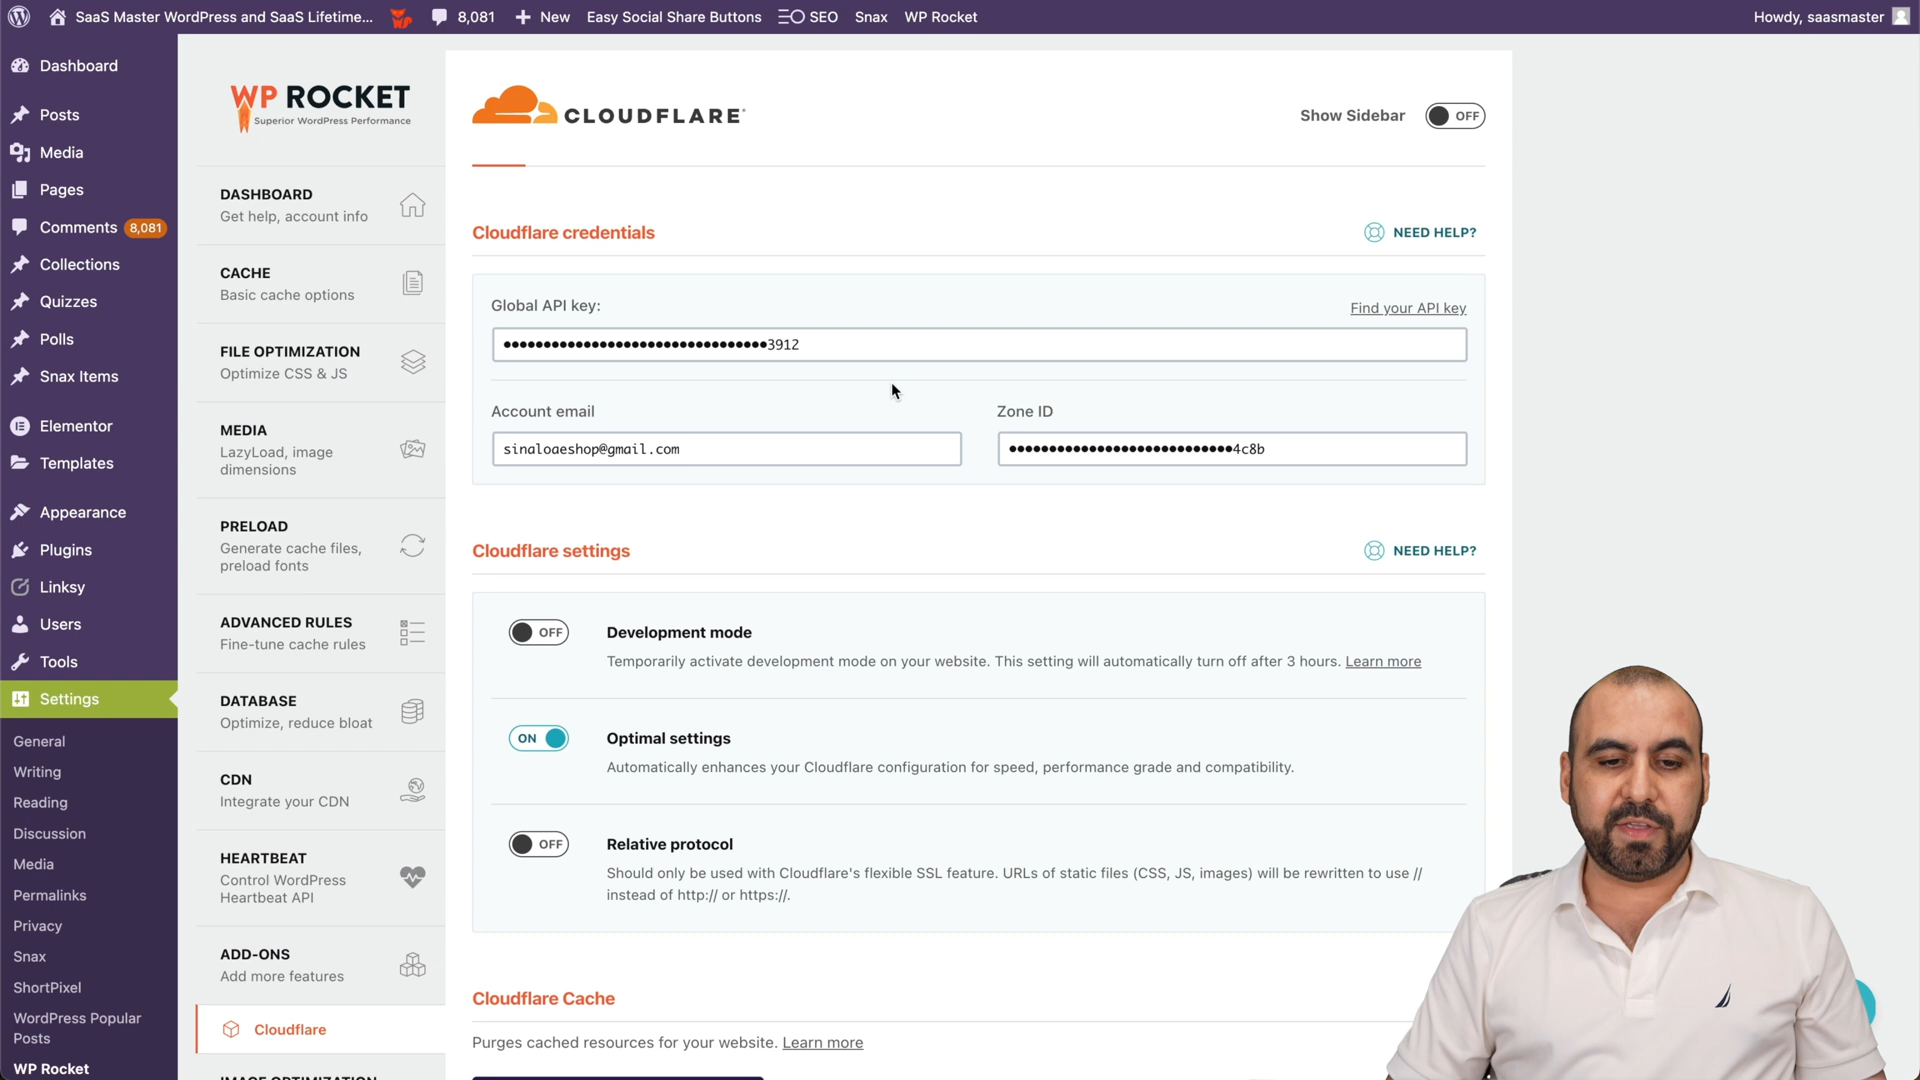 SaaS Master WordPress and SaaS Lifetime...
8,081
New
Easy Social Share Buttons
SEO
Snax
WP Rocket
Howdy, saasmaster
Dashboard
Posts
Media
Pages
Comments 8,081
Collections
Quizzes
Polls
Snax Items
Elementor
Templates
Appearance
Plugins
Linksy
Users
Tools
Settings
General
Writing
Reading
Discussion
Media
Permalinks
Privacy
Snax
ShortPixel
WordPress Popular
Posts
WP Rocket
WP ROCKET
Superior WordPress Performance
DASHBOARD
Get help, account info
CACHE
Basic cache options
FILE OPTIMIZATION
Optimize CSS & JS
MEDIA
LazyLoad, image
dimensions
PRELOAD
Generate cache files,
preload fonts
ADVANCED RULES
Fine-tune cache rules
DATABASE
Optimize, reduce bloat
CDN
Integrate your CDN
HEARTBEAT
Control WordPress
Heartbeat API
ADD-ONS
Add more features
Cloudflare
IMAGE OPTIMIZATION
CLOUDFLARE
Show Sidebar OFF
Cloudflare credentials
NEED HELP?
Global API key:
Find your API key
•••••••••••••••••••••••••••••••••3912
Account email
Zone ID
sinaloaeshop@gmail.com
••••••••••••••••••••••••••••4c8b
Cloudflare settings
NEED HELP?
OFF Development mode
Temporarily activate development mode on your website. This setting will automatically turn off after 3 hours. Learn more
ON Optimal settings
Automatically enhances your Cloudflare configuration for speed, performance grade and compatibility.
OFF Relative protocol
Should only be used with Cloudflare's flexible SSL feature. URLs of static files (CSS, JS, images) will be rewritten to use //
instead of http:// or https://.
Cloudflare Cache
Purges cached resources for your website. Learn more